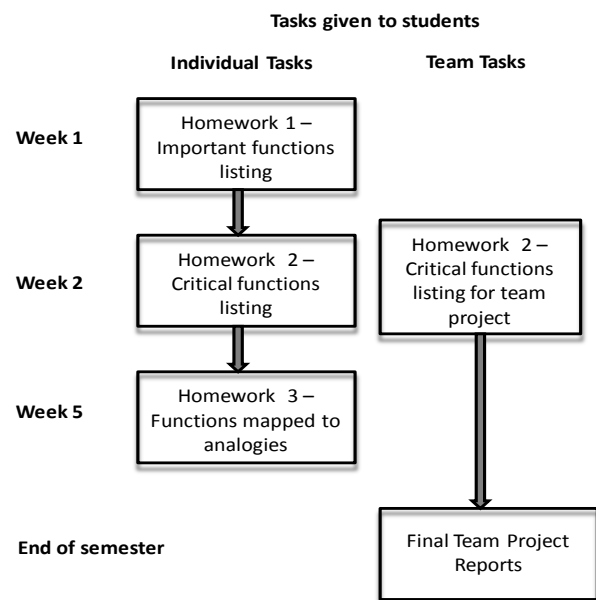 Tasks given to students
Individual Tasks
Team Tasks
Week 1
Homework 1 –
Important functions
listing
Week 2
Homework 2 –
Critical functions
listing
Homework 2 –
Critical functions
listing for team
project
Week 5
Homework 3 –
Functions mapped to
analogies
End of semester
Final Team Project
Reports